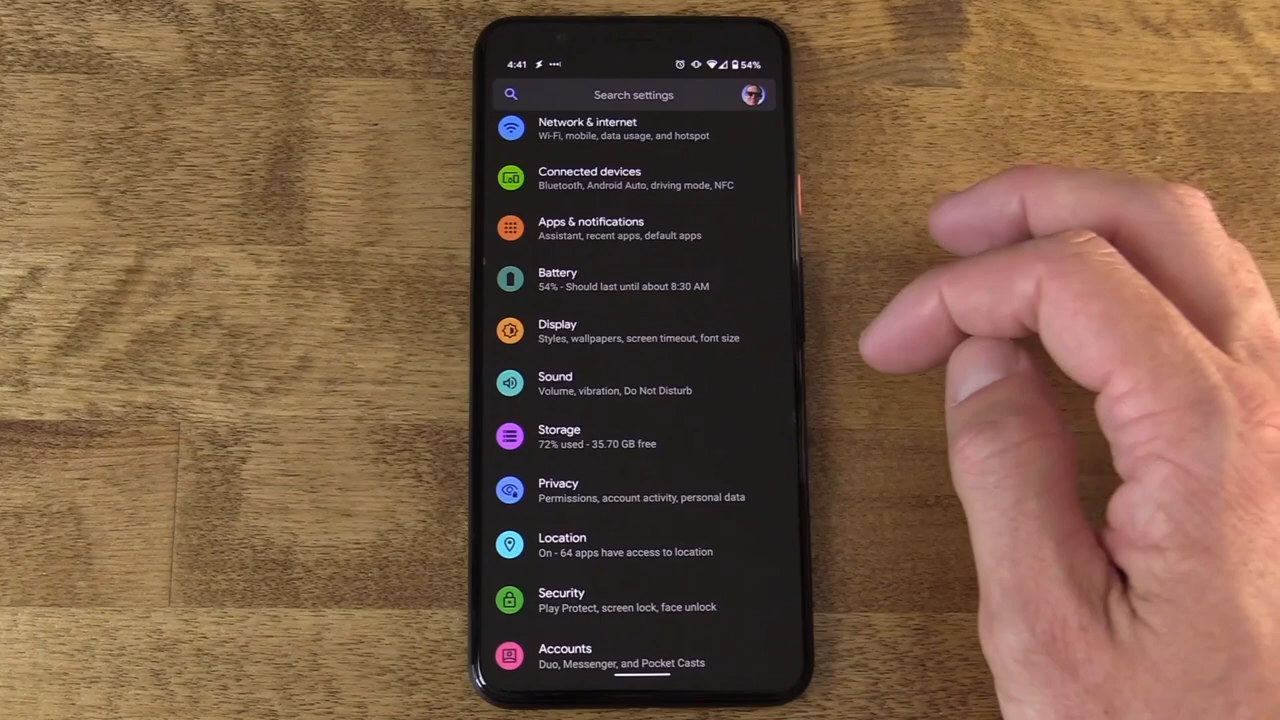 4:41 54%
Search settings
Network & internet
Wi-Fi, mobile, data usage, and hotspot
Connected devices
Bluetooth, Android Auto, driving mode, NFC
Apps & notifications
Assistant, recent apps, default apps
Battery
54% - Should last until about 8:30 AM
Display
Styles, wallpapers, screen timeout, font size
Sound
Volume, vibration, Do Not Disturb
Storage
72% used - 35.70 GB free
Privacy
Permissions, account activity, personal data
Location
On - 64 apps have access to location
Security
Play Protect, screen lock, face unlock
Accounts
Duo, Messenger, and Pocket Casts